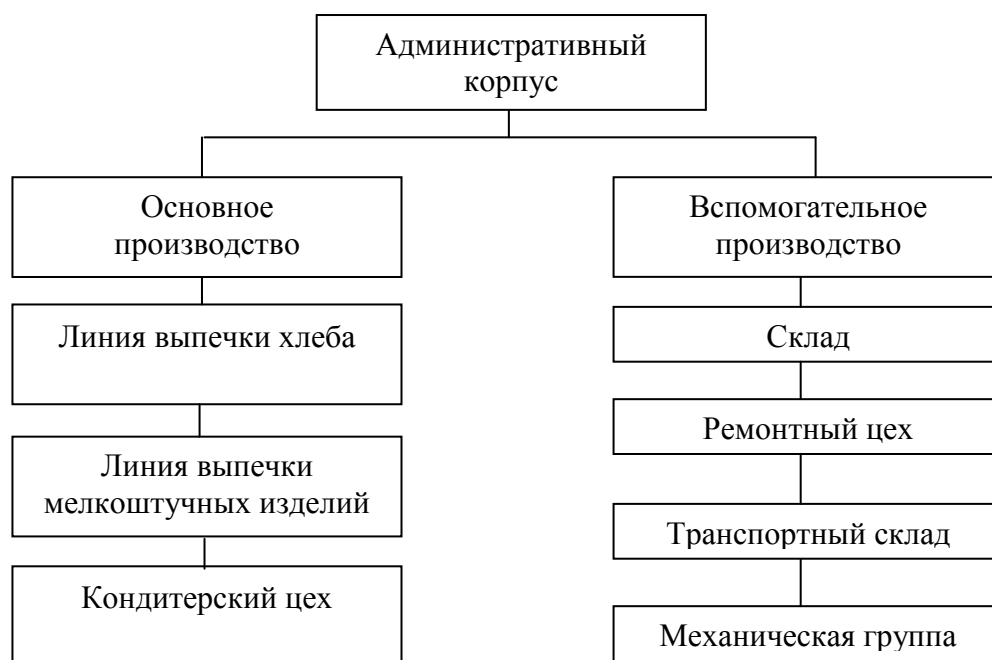 Административный
корпус
Основное
производство
Вспомогательное
производство
Линия выпечки хлеба
Склад
Ремонтный цех
Линия выпечки
мелкоштучных изделий
Транспортный склад
Кондитерский цех
Механическая группа